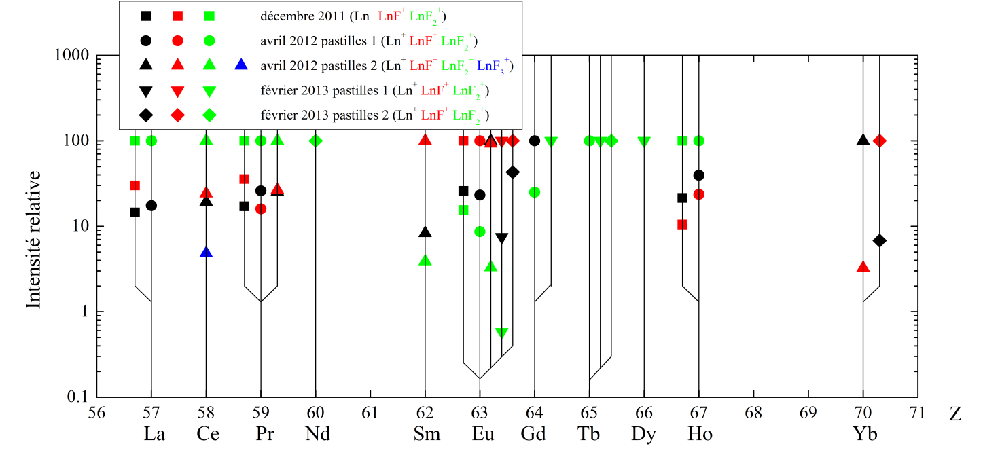 décembre 2011 (Ln+ LnF+ LnF2+)
avril 2012 pastilles 1 (Ln+ LnF+ LnF2+)
avril 2012 pastilles 2 (Ln+ LnF+ LnF2+ LnF3+)
février 2013 pastilles 1 (Ln+ LnF+ LnF2+)
février 2013 pastilles 2 (Ln+ LnF+ LnF2+)
Intensité relative
1000
100
10
1
0.1
56 57 58 59 60 61 62 63 64 65 66 67 68 69 70 71 Z
La Ce Pr Nd Sm Eu Gd Tb Dy Ho Yb